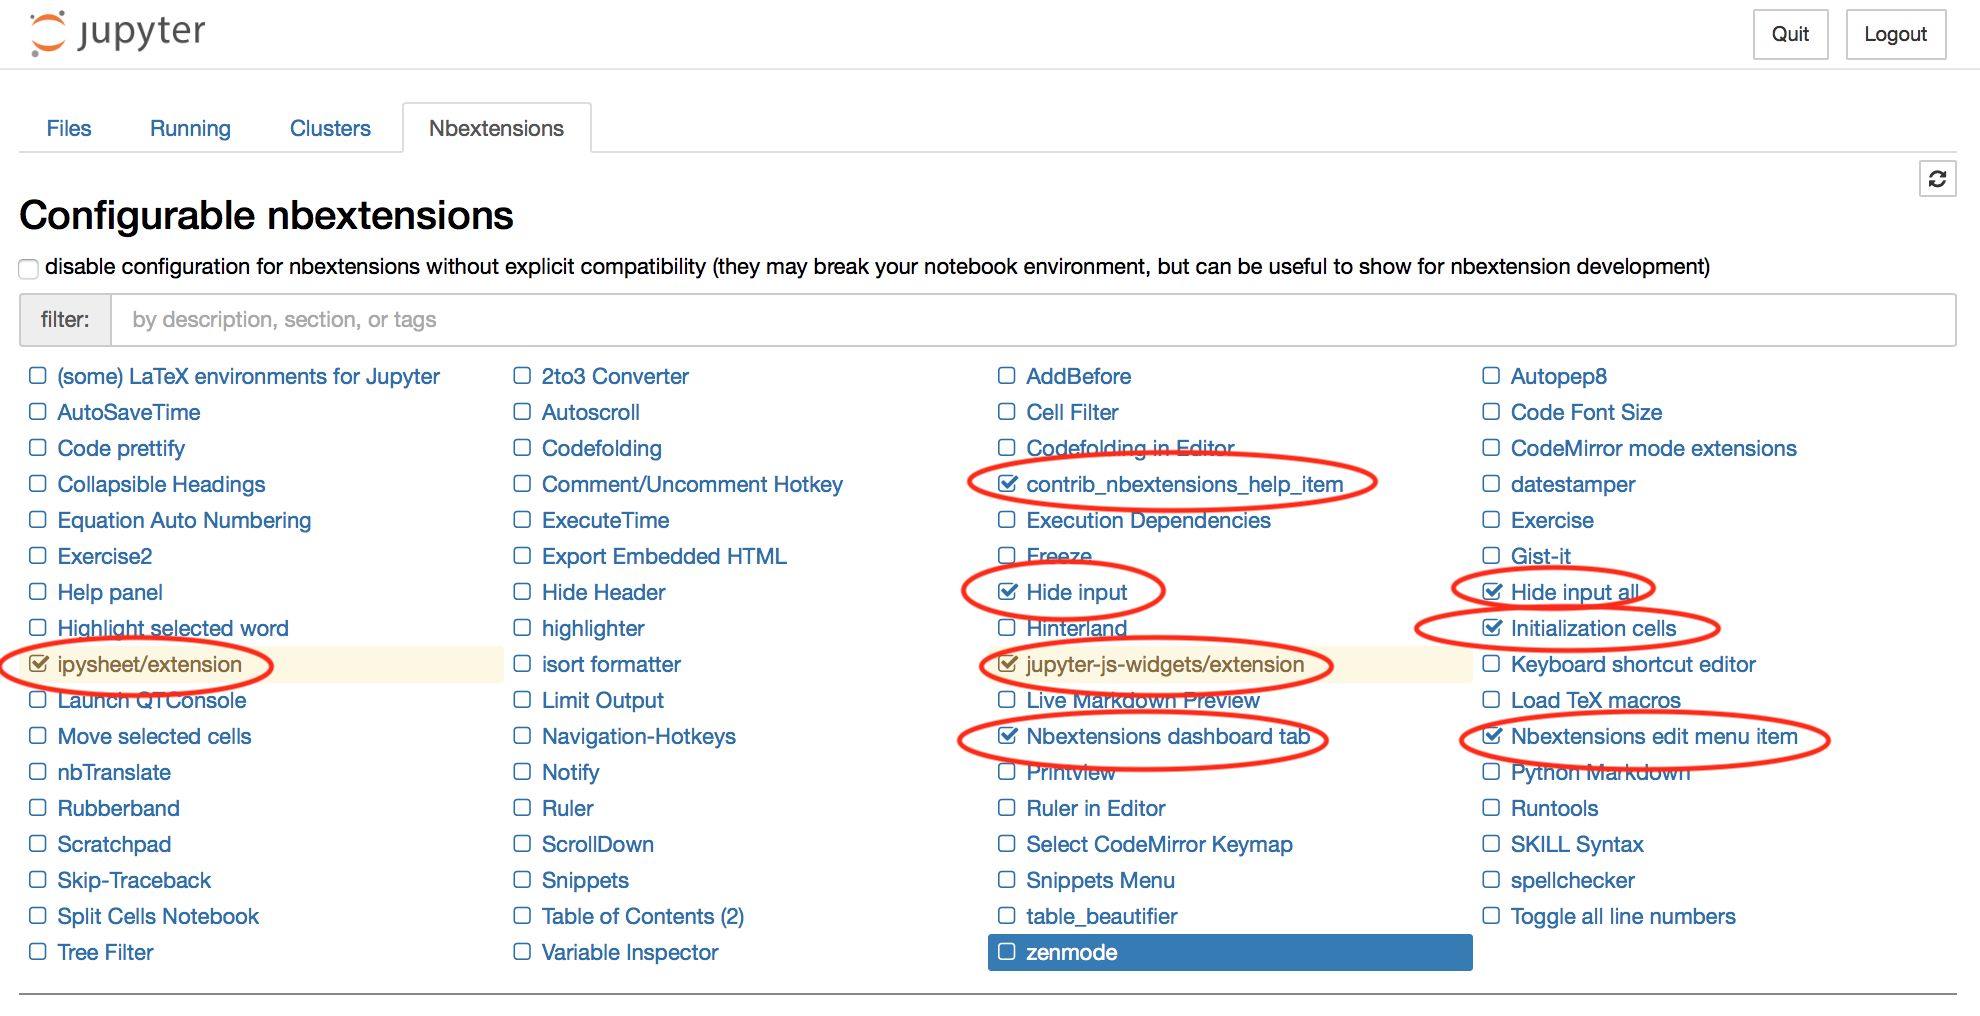 jupyter
Quit Logout
Files Running Clusters Nbextensions
Configurable nbextensions
disable configuration for nbextensions without explicit compatibility (they may break your notebook environment, but can be useful to show for nbextension development)
filter: by description, section, or tags
(some) LaTeX environments for Jupyter 2to3 Converter AddBefore Autopep8
AutoSaveTime Autoscroll Cell Filter Code Font Size
Code prettify Codefolding Codefolding in Editor CodeMirror mode extensions
Collapsible Headings Comment/Uncomment Hotkey contrib_nbextensions_help_item datestamper
Equation Auto Numbering ExecuteTime Execution Dependencies Exercise
Exercise2 Export Embedded HTML Freeze Gist-it
Help panel Hide Header Hide input Hide input all
Highlight selected word highlighter Hinterland Initialization cells
ipysheet/extension isort formatter jupyter-js-widgets/extension Keyboard shortcut editor
Launch QTConsole Limit Output Live Markdown Preview Load TeX macros
Move selected cells Navigation-Hotkeys Nbextensions dashboard tab Nbextensions edit menu item
nbTranslate Notify Printview Python Markdown
Rubberband Ruler Ruler in Editor Runtools
Scratchpad ScrollDown Select CodeMirror Keymap SKILL Syntax
Skip-Traceback Snippets Snippets Menu spellchecker
Split Cells Notebook Table of Contents (2) table_beautifier Toggle all line numbers
Tree Filter Variable Inspector zenmode